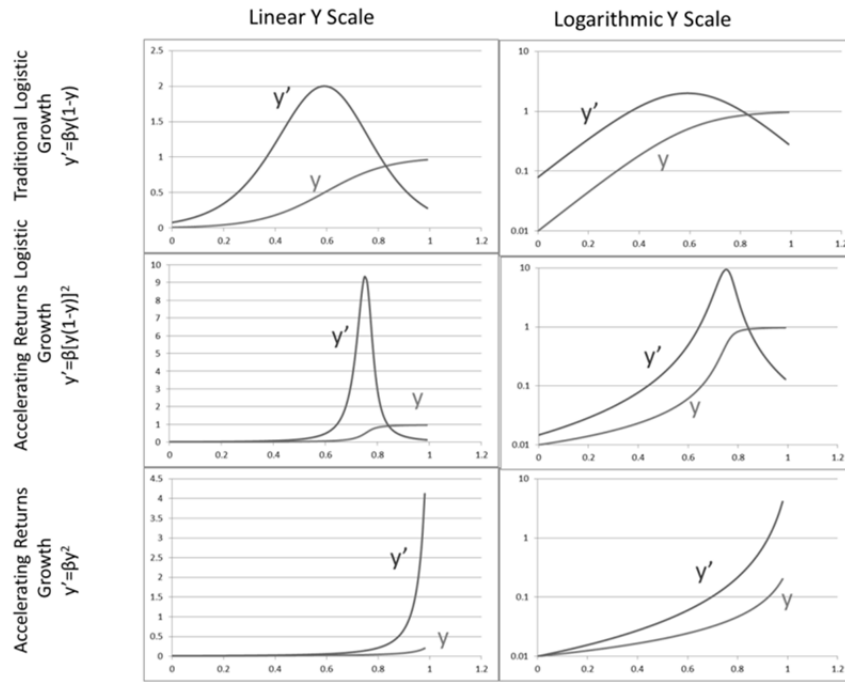 Linear Y Scale
Logarithmic Y Scale
Traditional Logistic
Growth
y'=βy(1-y)
2.5
2
1.5
1
0.5
0
0 0.2 0.4 0.6 0.8 1 1.2
y'
y
10
1
0.1
0.01
0 0.2 0.4 0.6 0.8 1 1.2
y'
y
Accelerating Returns Logistic
Growth
y'=β[y(1-y)]²
10
9
8
7
6
5
4
3
2
1
0
0 0.2 0.4 0.6 0.8 1 1.2
y'
y
10
1
0.1
0.01
0 0.2 0.4 0.6 0.8 1 1.2
y'
y
Accelerating Returns
Growth
y'=βy²
4.5
4
3.5
3
2.5
2
1.5
1
0.5
0
0 0.2 0.4 0.6 0.8 1 1.2
y'
y
10
1
0.1
0.01
0 0.2 0.4 0.6 0.8 1 1.2
y'
y